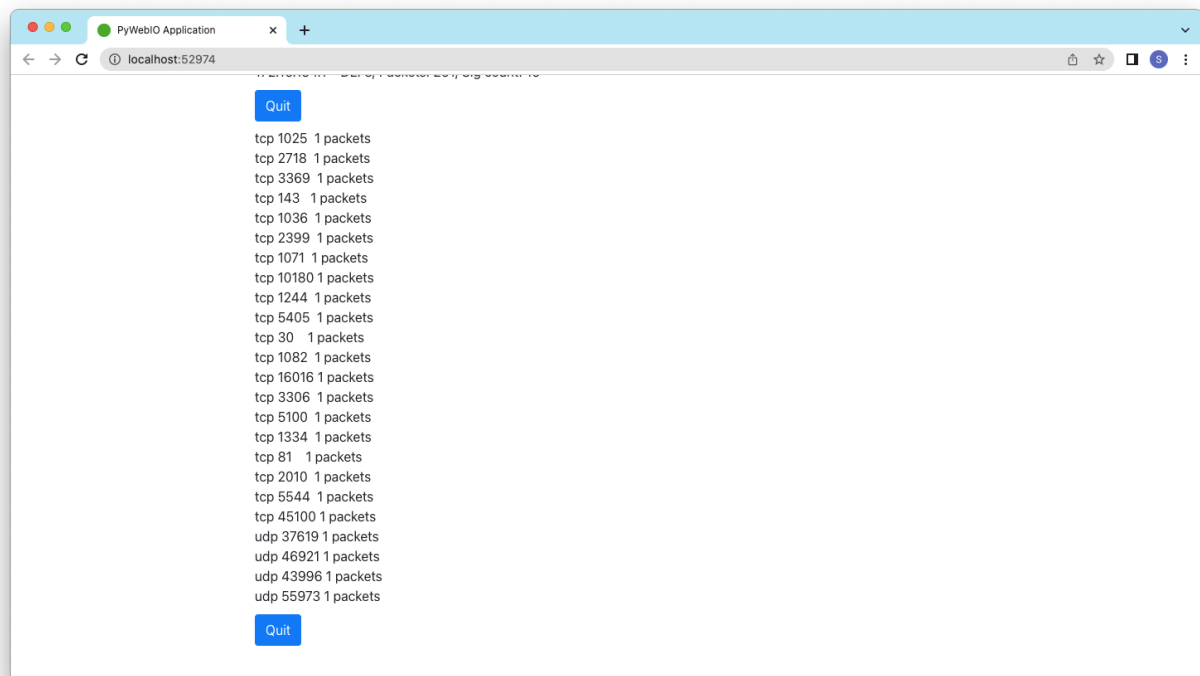 PyWebIO Application
localhost:52974
S
Quit
tcp 1025 1 packets
tcp 2718 1 packets
tcp 3369 1 packets
tcp 143 1 packets
tcp 1036 1 packets
tcp 2399 1 packets
tcp 1071 1 packets
tcp 10180 1 packets
tcp 1244 1 packets
tcp 5405 1 packets
tcp 30 1 packets
tcp 1082 1 packets
tcp 16016 1 packets
tcp 3306 1 packets
tcp 5100 1 packets
tcp 1334 1 packets
tcp 81 1 packets
tcp 2010 1 packets
tcp 5544 1 packets
tcp 45100 1 packets
udp 37619 1 packets
udp 46921 1 packets
udp 43996 1 packets
udp 55973 1 packets
Quit